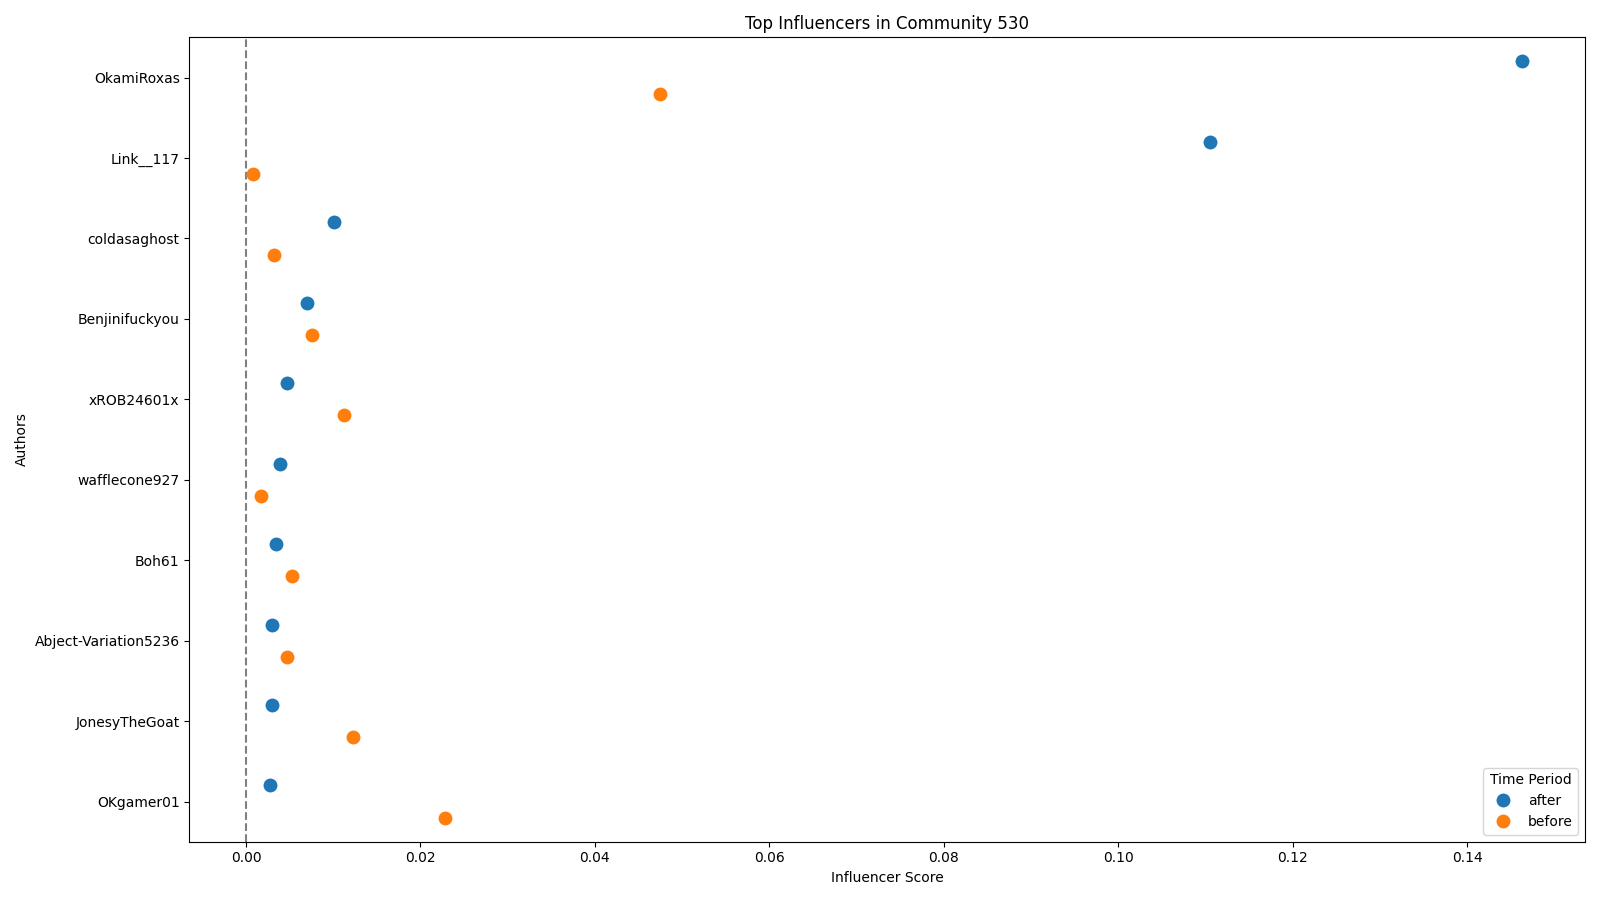 Top Influencers in Community 530
OkamiRoxas
Link__117
coldasaghost
Benjinifuckyou
xROB24601x
wafflecone927
Boh61
Abject-Variation5236
JonesyTheGoat
OKgamer01
Authors
0.00 0.02 0.04 0.06 0.08 0.10 0.12 0.14
Influencer Score
Time Period
after
before